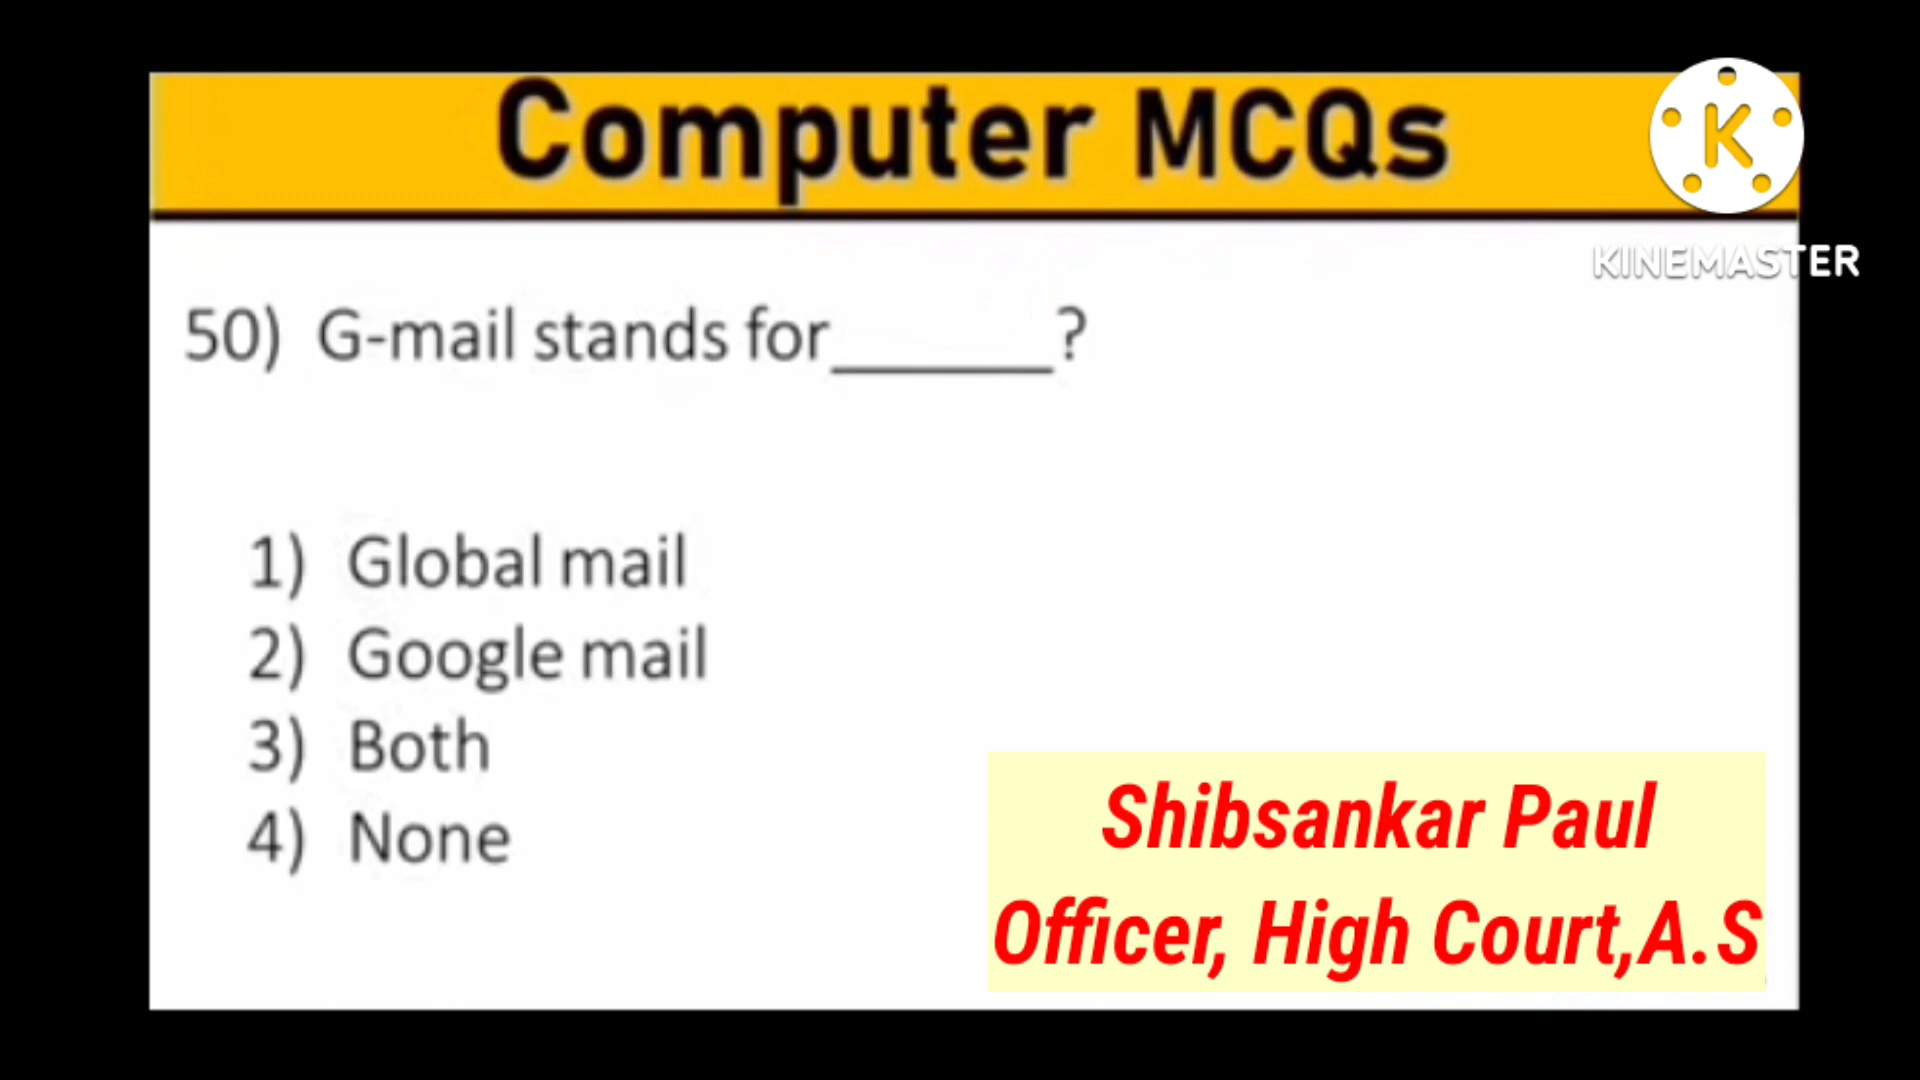 Computer MCQs
K
KINEMASTER
50) G-mail stands for______?
1) Global mail
2) Google mail
3) Both
4) None
Shibsankar Paul
Officer, High Court,A.S